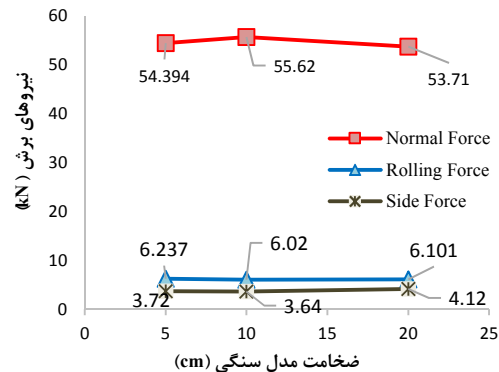 60
50
40
30
20
10
0
نیروهای برش (kN)
54.394
55.62
53.71
Normal Force
Rolling Force
Side Force
6.237
6.02
6.101
3.72
3.64
4.12
0 5 10 15 20 25
ضخامت مدل سنگی (cm)